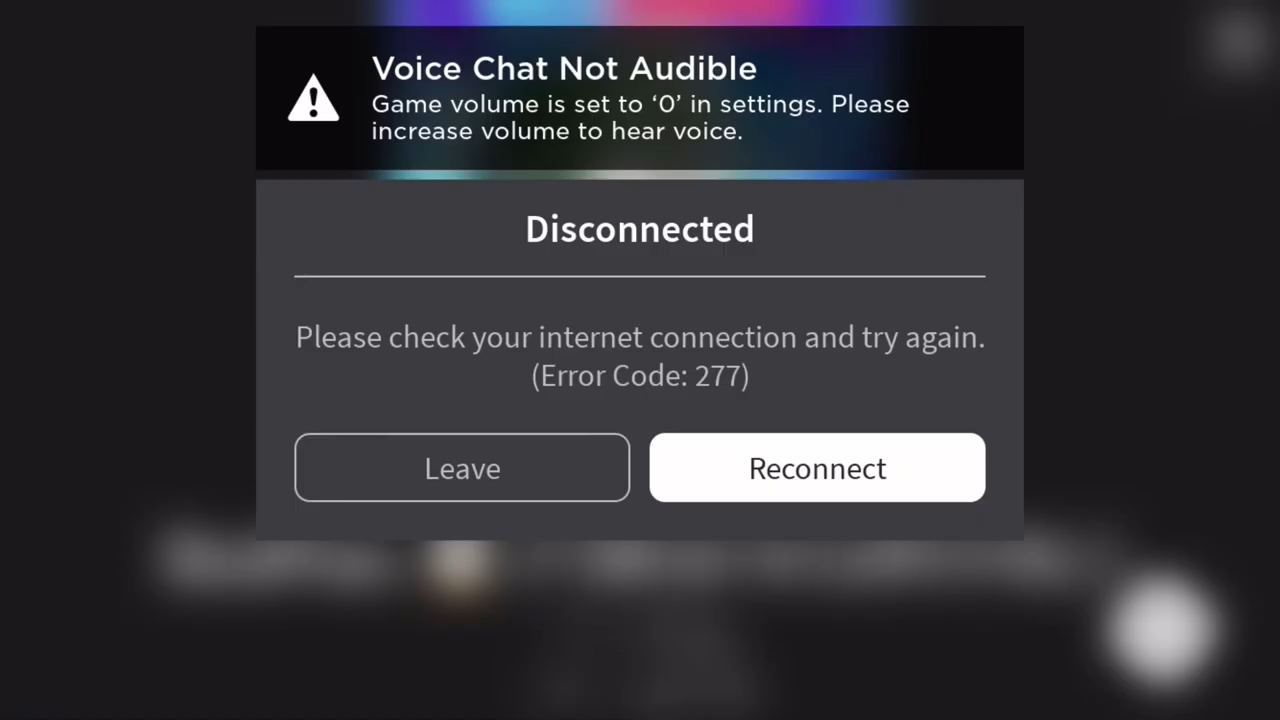 Voice Chat Not Audible
Game volume is set to ‘0’ in settings. Please
increase volume to hear voice.
Disconnected
Please check your internet connection and try again.
(Error Code: 277)
Leave
Reconnect